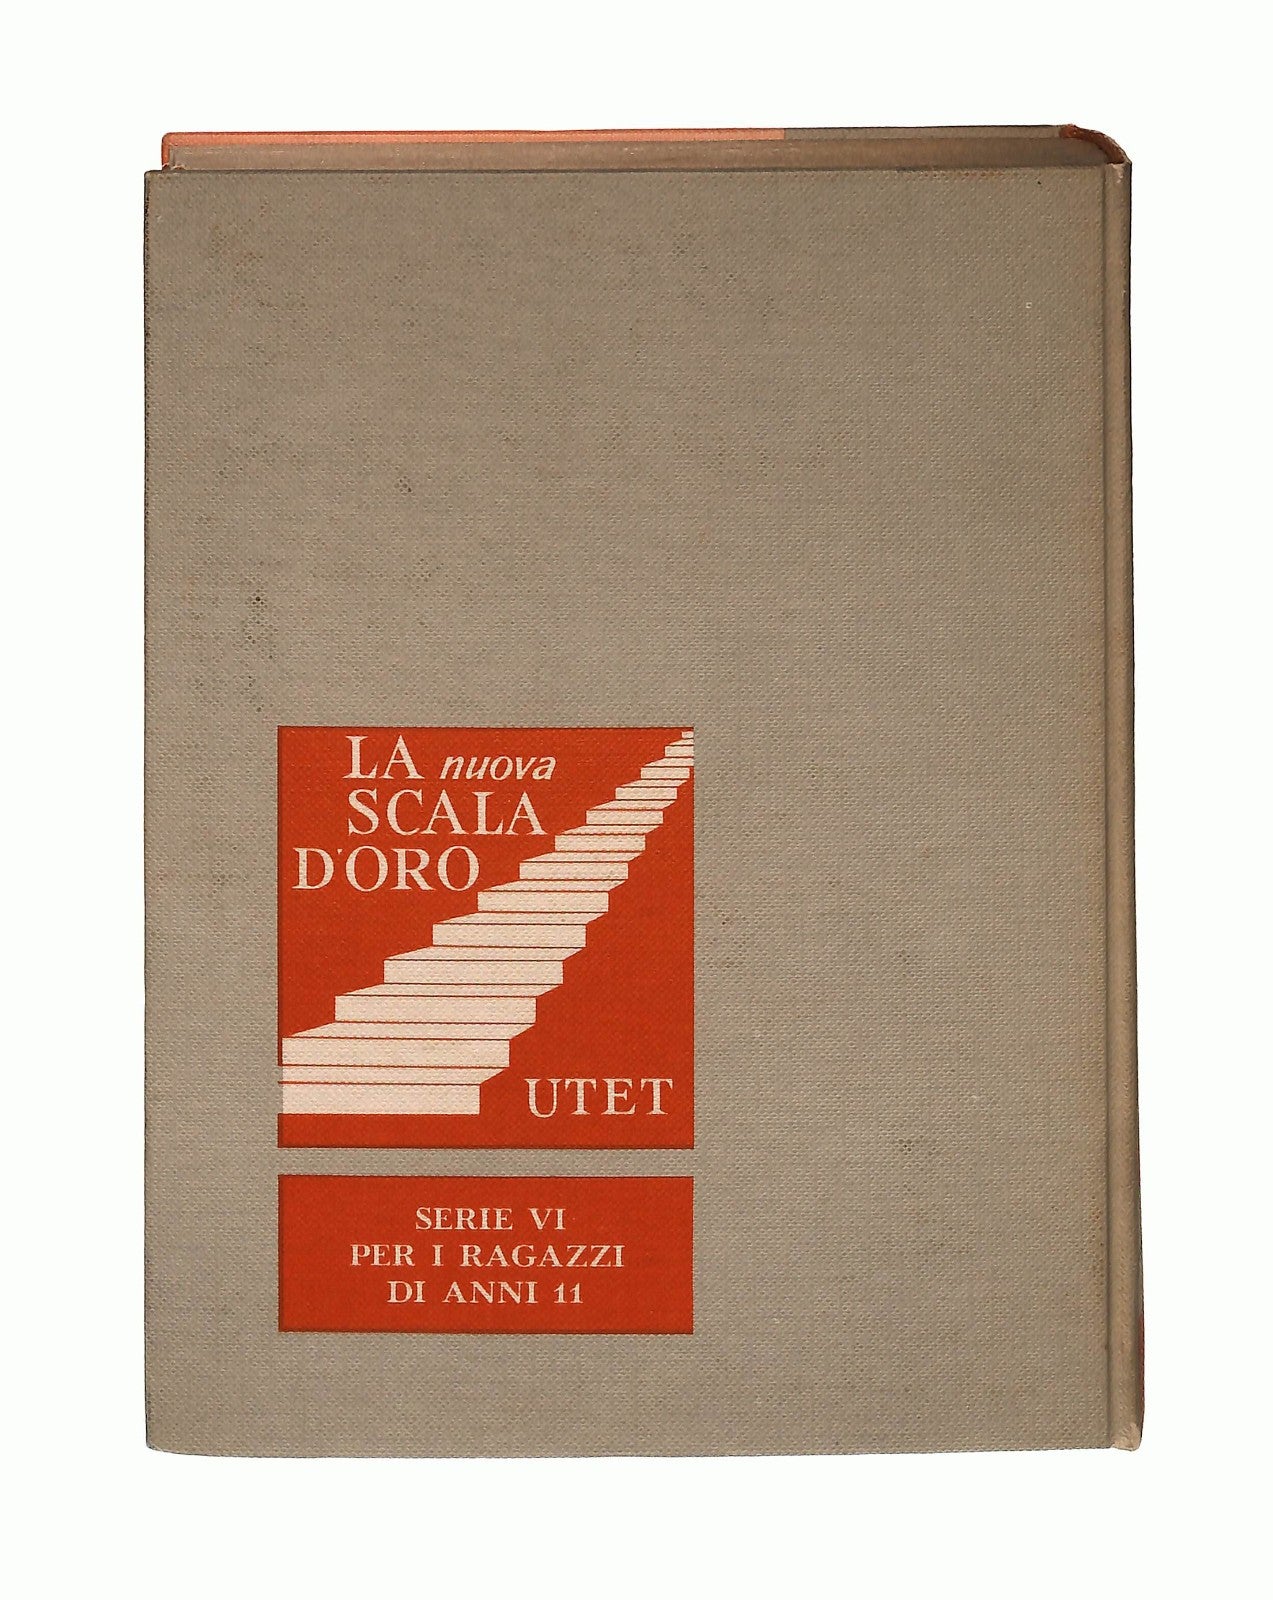 LA nuova
SCALA
D'ORO
UTET
SERIE VI
PER I RAGAZZI
DI ANNI 11